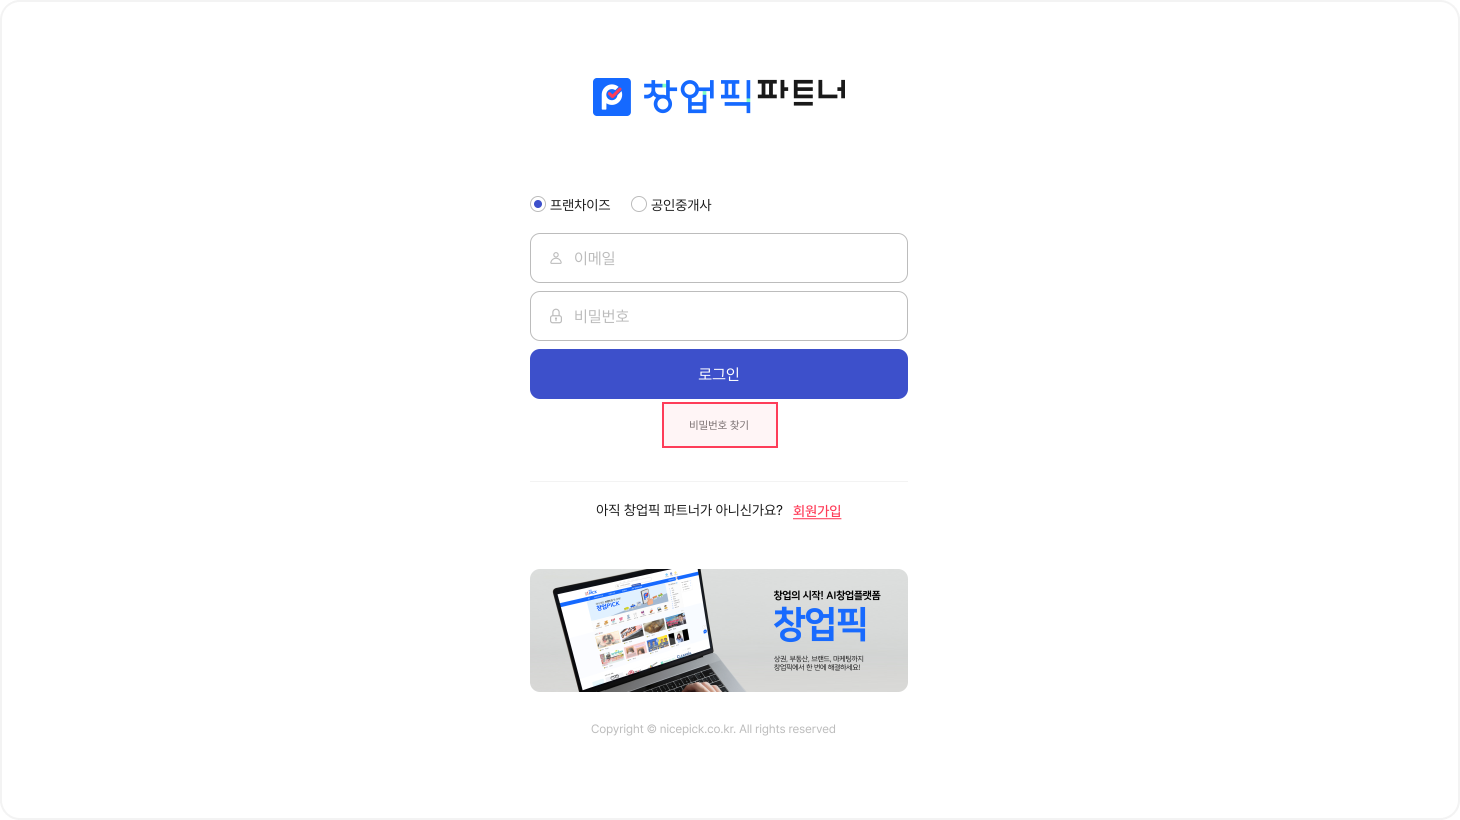 창업픽파트너
프랜차이즈 공인중개사
이메일
비밀번호
로그인
비밀번호 찾기
아직 창업픽 파트너가 아니신가요? 회원가입
창업의 시작! AI창업플랫폼
창업픽
상권, 부동산, 브랜드, 마케팅까지
창업픽에서 한 번에 해결하세요!
Copyright © nicepick.co.kr. All rights reserved